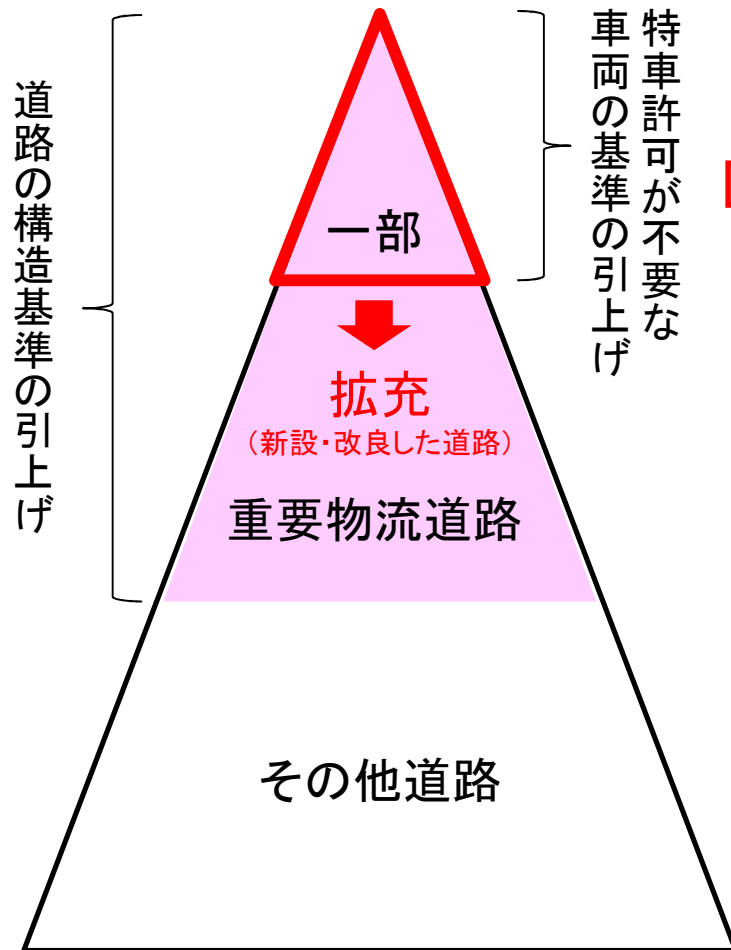 道路の構造基準の引上げ
特車許可が不要な
車両の基準の引上げ
一部
拡充
（新設・改良した道路）
重要物流道路
その他道路